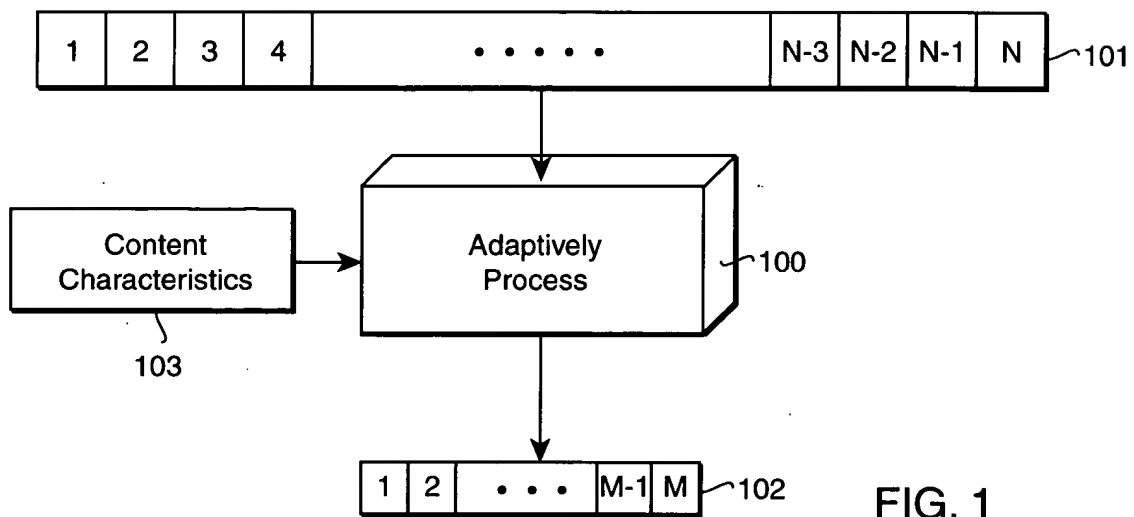 1 2 3 4 • • • • • N-3 N-2 N-1 N 101
Content
Characteristics
103
Adaptively
Process
100
1 2 • • • M-1 M 102
FIG. 1